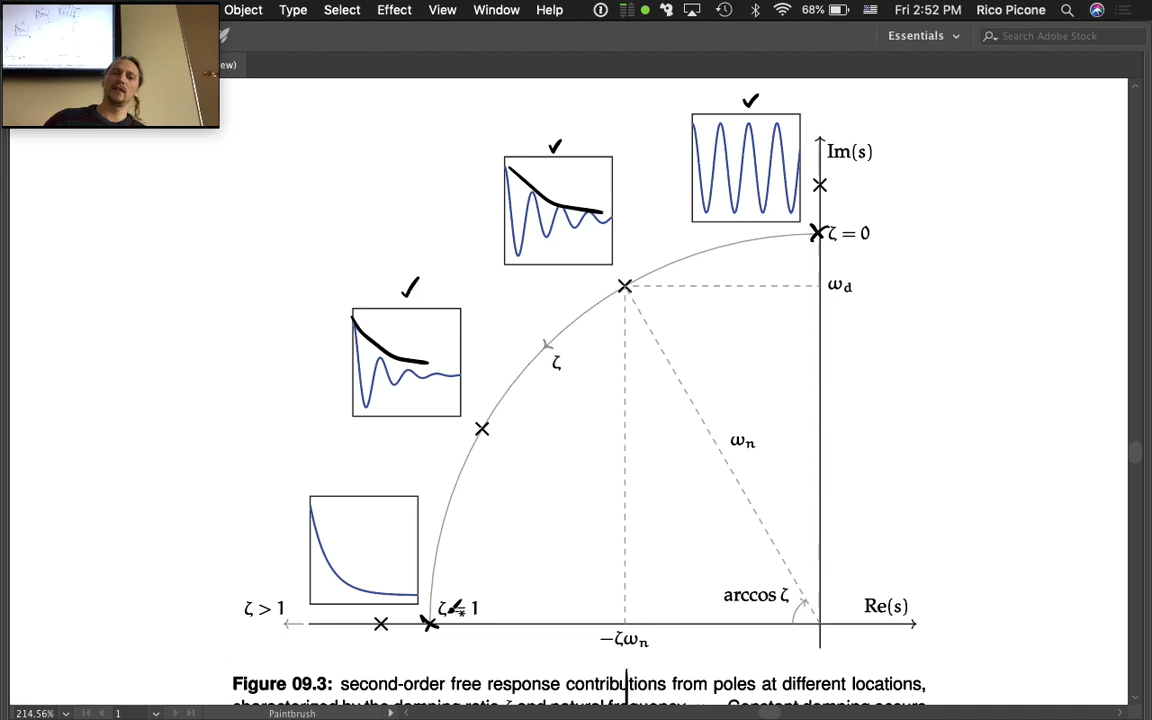 Object Type Select Effect View Window Help 68% Fri 2:52 PM Rico Picone
Essentials Search Adobe Stock
ew)
Im(s)
ζ = 0
ω_d
ζ
ω_n
arccos ζ
Re(s)
ζ > 1
ζ = 1
−ζω_n
Figure 09.3: second-order free response contributions from poles at different locations,
214.56% 1 Paintbrush